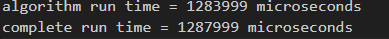 algorithm run time = 1283999 microseconds
complete run time = 1287999 microseconds